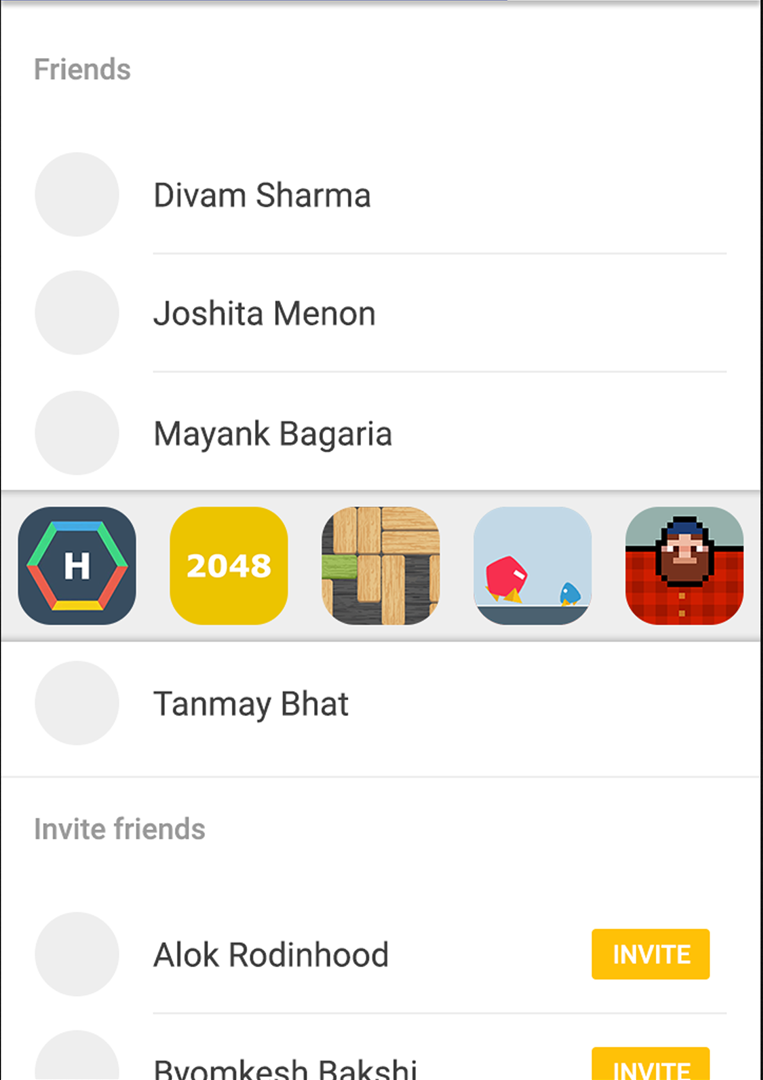 Friends
Divam Sharma
Joshita Menon
Mayank Bagaria
H
2048
Tanmay Bhat
Invite friends
Alok Rodinhood
INVITE
Byomkesh Bakshi
INVITE